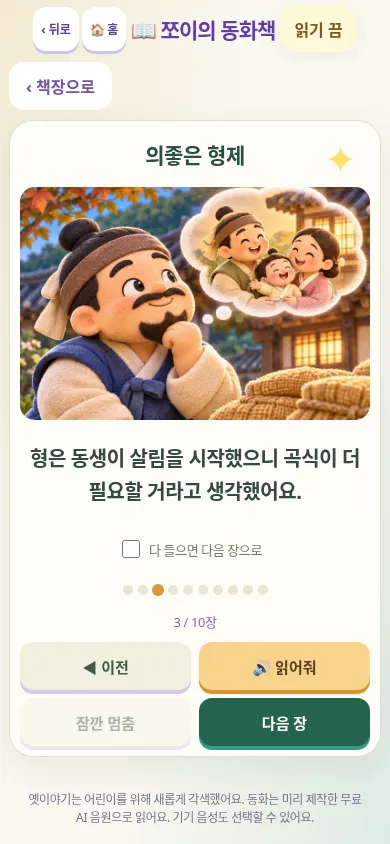 ‹ 뒤로 🏠 홈 📖 쪼이의 동화책 읽기 끔
‹ 책장으로
의좋은 형제
형은 동생이 살림을 시작했으니 곡식이 더
필요할 거라고 생각했어요.
다 들으면 다음 장으로
3 / 10장
◀ 이전 🔊 읽어줘
잠깐 멈춤 다음 장
옛이야기는 어린이를 위해 새롭게 각색했어요. 동화는 미리 제작한 무료
AI 음원으로 읽어요. 기기 음성도 선택할 수 있어요.